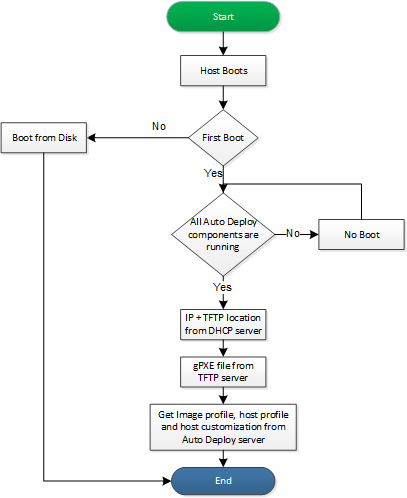 Start
Host Boots
First Boot
No
Boot from Disk
Yes
All Auto Deploy
components are
running
No
No Boot
Yes
IP + TFTP location
from DHCP server
gPXE file from
TFTP server
Get Image profile, host profile
and host customization from
Auto Deploy server
End